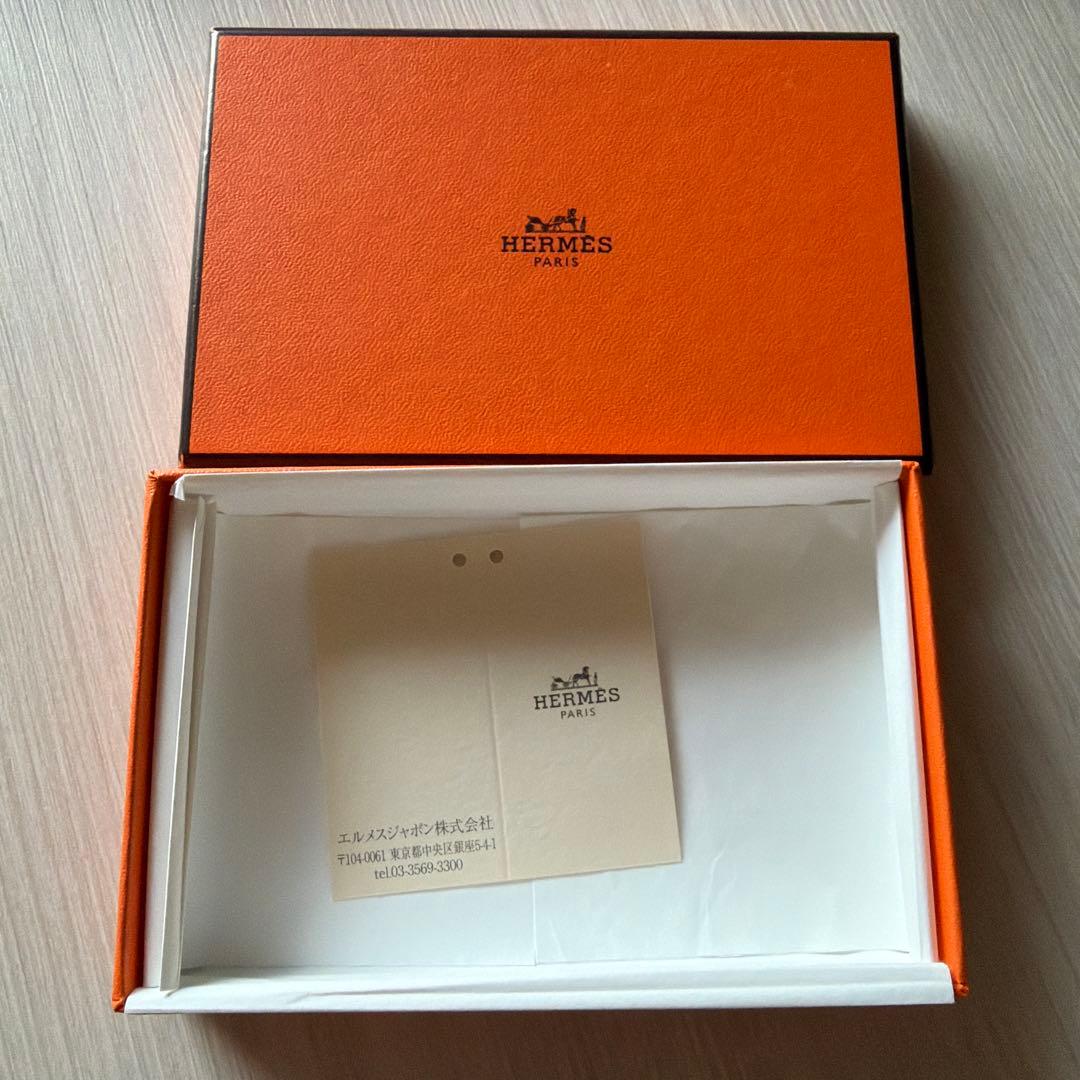 HERMÈS
PARIS
HERMÈS
PARIS
エルメスジャポン株式会社
〒104-0061 東京都中央区銀座5-4-1
tel.03-3569-3300